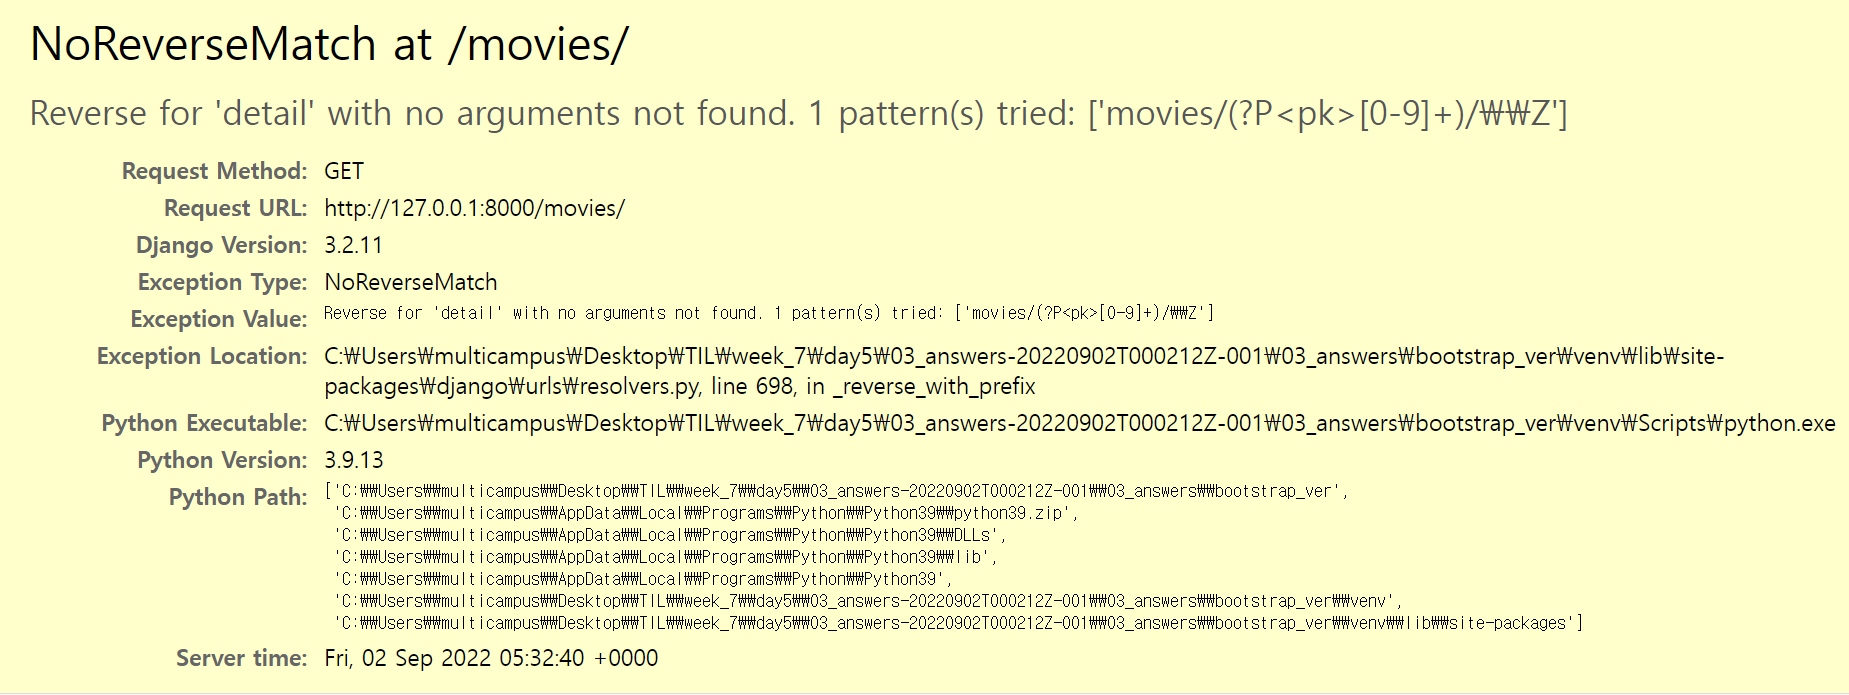 NoReverseMatch at /movies/
Reverse for 'detail' with no arguments not found. 1 pattern(s) tried: ['movies/(?P<pk>[0-9]+)/₩₩Z']
Request Method: GET
Request URL: http://127.0.0.1:8000/movies/
Django Version: 3.2.11
Exception Type: NoReverseMatch
Exception Value: Reverse for 'detail' with no arguments not found. 1 pattern(s) tried: ['movies/(?P<pk>[0-9]+)/₩₩Z']
Exception Location: C:₩Users₩multicampus₩Desktop₩TIL₩week_7₩day5₩03_answers-20220902T000212Z-001₩03_answers₩bootstrap_ver₩venv₩lib₩site-
packages₩django₩urls₩resolvers.py, line 698, in _reverse_with_prefix
Python Executable: C:₩Users₩multicampus₩Desktop₩TIL₩week_7₩day5₩03_answers-20220902T000212Z-001₩03_answers₩bootstrap_ver₩venv₩Scripts₩python.exe
Python Version: 3.9.13
Python Path: ['C:₩₩Users₩₩multicampus₩₩Desktop₩₩TIL₩₩week_7₩₩day5₩₩03_answers-20220902T000212Z-001₩₩03_answers₩₩bootstrap_ver',
'C:₩₩Users₩₩multicampus₩₩AppData₩₩Local₩₩Programs₩₩Python₩₩Python39₩₩python39.zip',
'C:₩₩Users₩₩multicampus₩₩AppData₩₩Local₩₩Programs₩₩Python₩₩Python39₩₩DLLs',
'C:₩₩Users₩₩multicampus₩₩AppData₩₩Local₩₩Programs₩₩Python₩₩Python39₩₩lib',
'C:₩₩Users₩₩multicampus₩₩AppData₩₩Local₩₩Programs₩₩Python₩₩Python39',
'C:₩₩Users₩₩multicampus₩₩Desktop₩₩TIL₩₩week_7₩₩day5₩₩03_answers-20220902T000212Z-001₩₩03_answers₩₩bootstrap_ver₩₩venv',
'C:₩₩Users₩₩multicampus₩₩Desktop₩₩TIL₩₩week_7₩₩day5₩₩03_answers-20220902T000212Z-001₩₩03_answers₩₩bootstrap_ver₩₩venv₩₩lib₩₩site-packages']
Server time: Fri, 02 Sep 2022 05:32:40 +0000